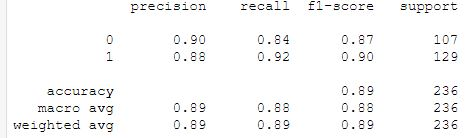 precision recall f1-score support
0 0.90 0.84 0.87 107
1 0.88 0.92 0.90 129
accuracy 0.89 236
macro avg 0.89 0.88 0.88 236
weighted avg 0.89 0.89 0.89 236